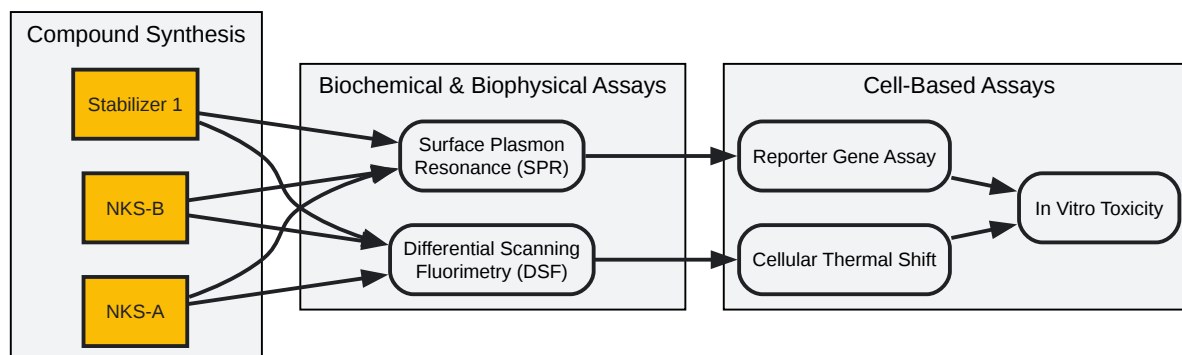 Compound Synthesis
Stabilizer 1
NKS-B
NKS-A
Biochemical & Biophysical Assays
Surface Plasmon
Resonance (SPR)
Differential Scanning
Fluorimetry (DSF)
Cell-Based Assays
Reporter Gene Assay
Cellular Thermal Shift
In Vitro Toxicity